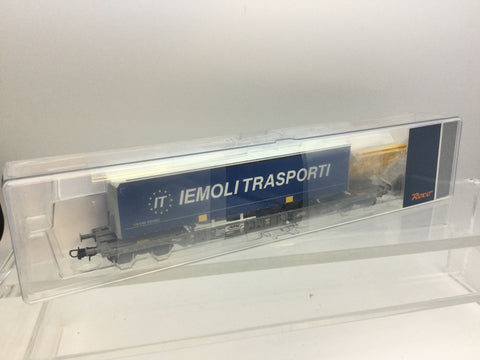 IT IEMOLI TRASPORTI
Roco